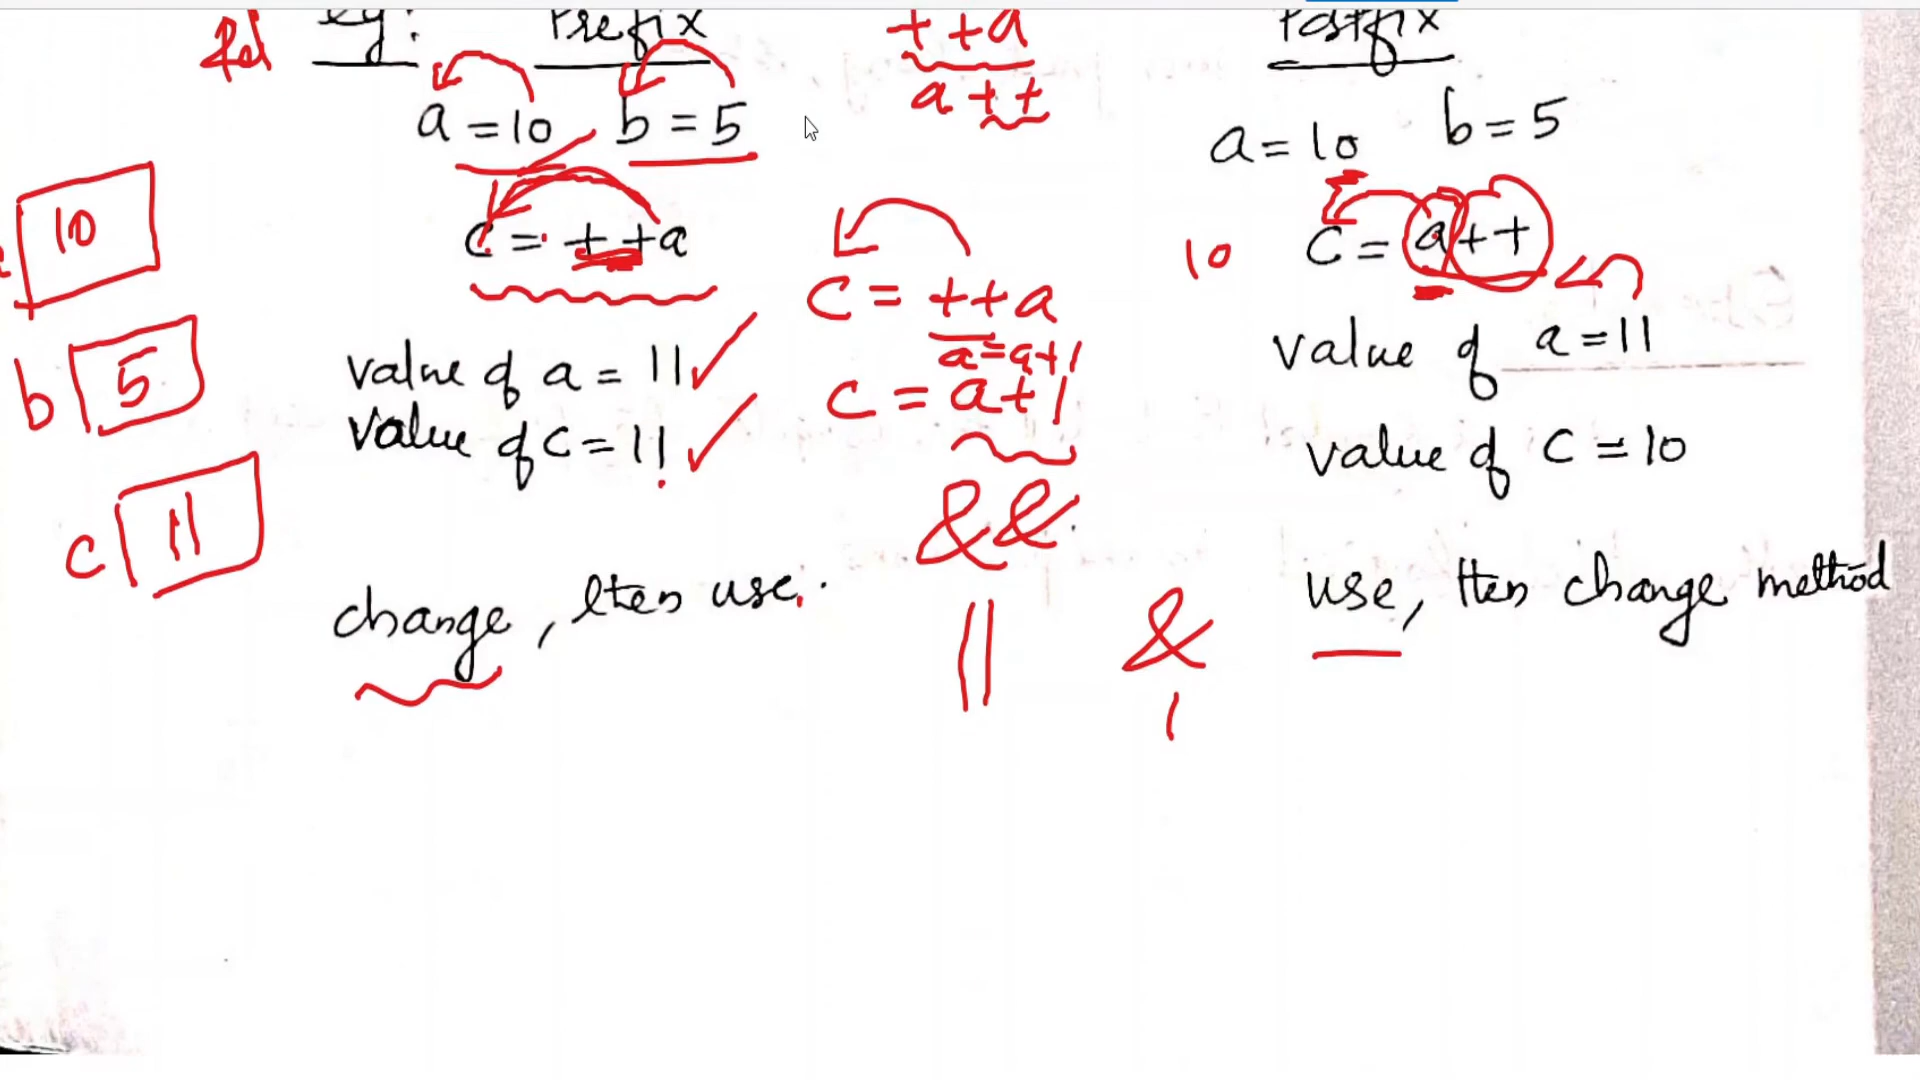 eg: Prefix
a = 10 b = 5
c = ++a
value of a = 11
value of c = 11
change, then use.
10
b 5
c 11
++a
a++
c = ++a
a=a+1
c = a+1
&&
||
&
|
Postfix
a = 10 b = 5
10 c = a++
value of a = 11
value of c = 10
use, then change method